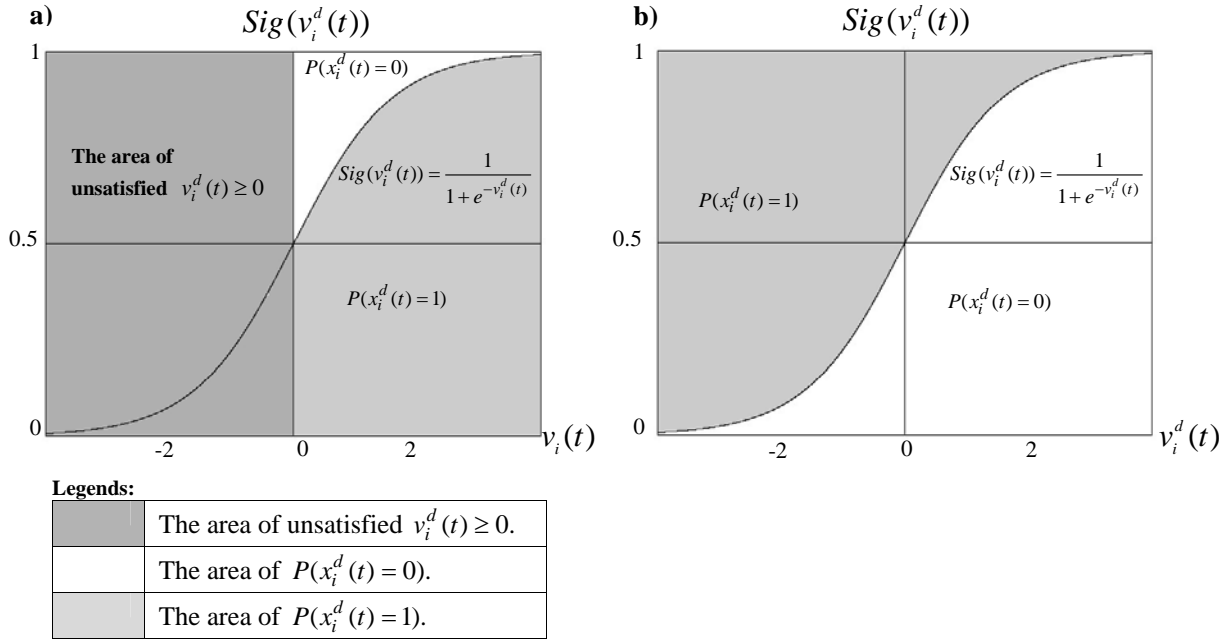 a)
Sig(v_i^d(t))
1
P(x_i^d(t) = 0)
The area of
unsatisfied v_i^d(t) ≥ 0
Sig(v_i^d(t)) = 1 / (1 + e^{-v_i^d(t)})
0.5
P(x_i^d(t) = 1)
0
-2 0 2
v_i(t)
b)
Sig(v_i^d(t))
1
Sig(v_i^d(t)) = 1 / (1 + e^{-v_i^d(t)})
P(x_i^d(t) = 1)
0.5
P(x_i^d(t) = 0)
0
-2 0 2
v_i^d(t)
Legends:
The area of unsatisfied v_i^d(t) ≥ 0.
The area of P(x_i^d(t) = 0).
The area of P(x_i^d(t) = 1).